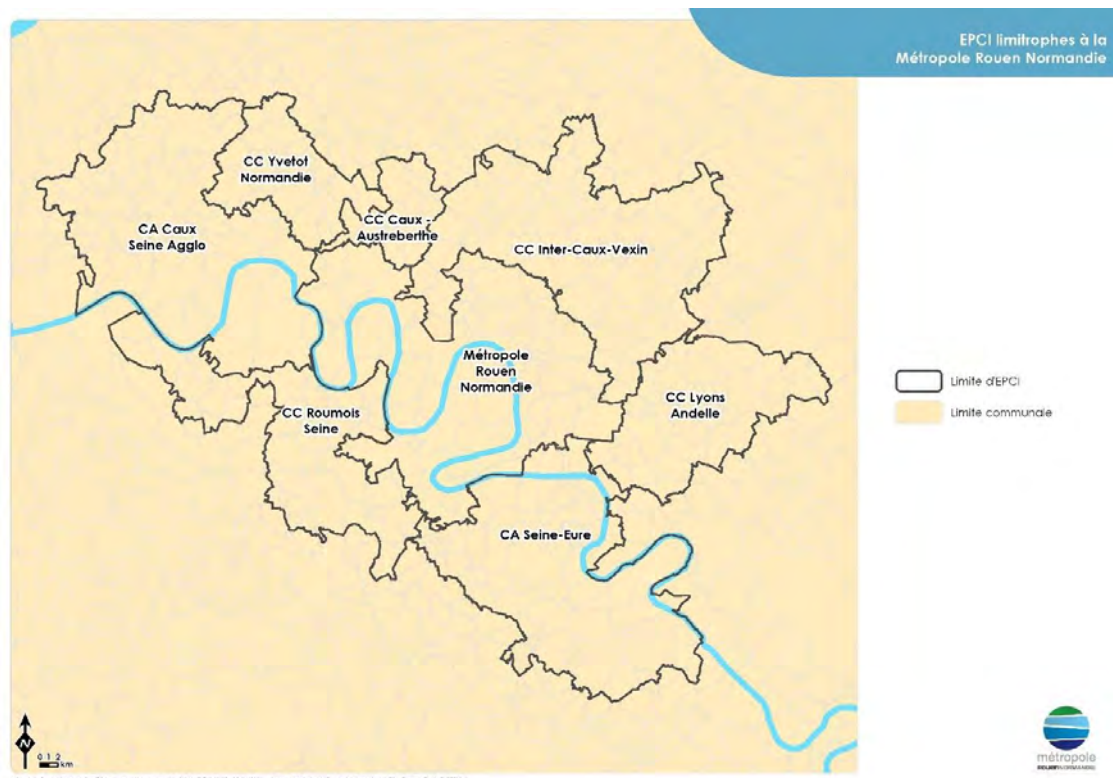 EPCI limitrophes à la
Métropole Rouen Normandie
CC Yvetot
Normandie
CC Caux -
Austreberthe
CA Caux
Seine Agglo
CC Inter-Caux-Vexin
Métropole
Rouen
Normandie
CC Roumois
Seine
CC Lyons
Andelle
CA Seine-Eure
Limite d'EPCI
Limite communale
N
0 1 2
km
métropole
ROUENNORMANDIE